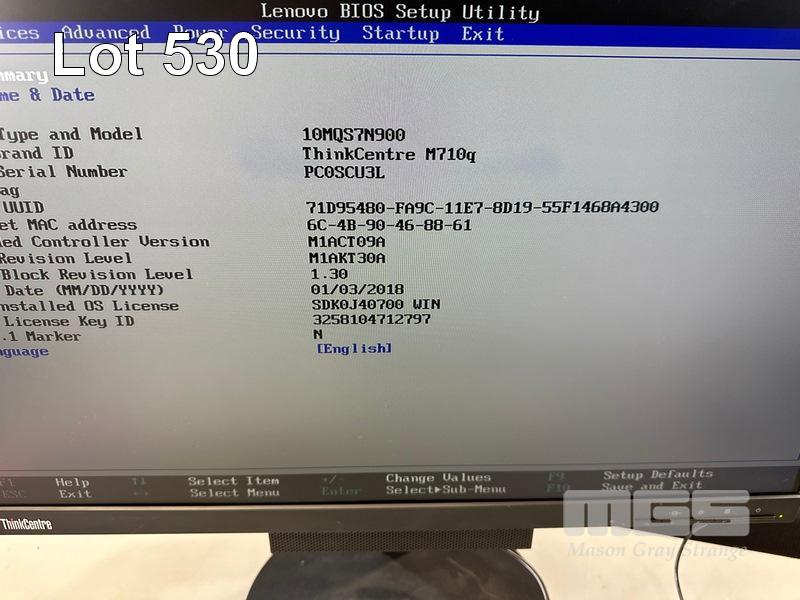 Lenovo BIOS Setup Utility
ices Advanced Power Security Startup Exit
Lot 530
mmary
me & Date
Type and Model 10MQS7N900
rand ID ThinkCentre M710q
Serial Number PC0SCU3L
ag
UUID 71D95480-FA9C-11E7-8D19-55F1468A4300
et MAC address 6C-4B-90-46-88-61
ed Controller Version M1ACT09A
Revision Level M1AKT30A
Block Revision Level 1.30
Date (MM/DD/YYYY) 01/03/2018
nstalled OS License SDK0J40700 WIN
License Key ID 3258104712797
.1 Marker N
nguage [English]
F1 Help ↑↓ Select Item +/- Change Values F9 Setup Defaults
ESC Exit ↔ Select Menu Enter Select▶Sub-Menu F10 Save and Exit
ThinkCentre
MGS
Mason Gray Strange